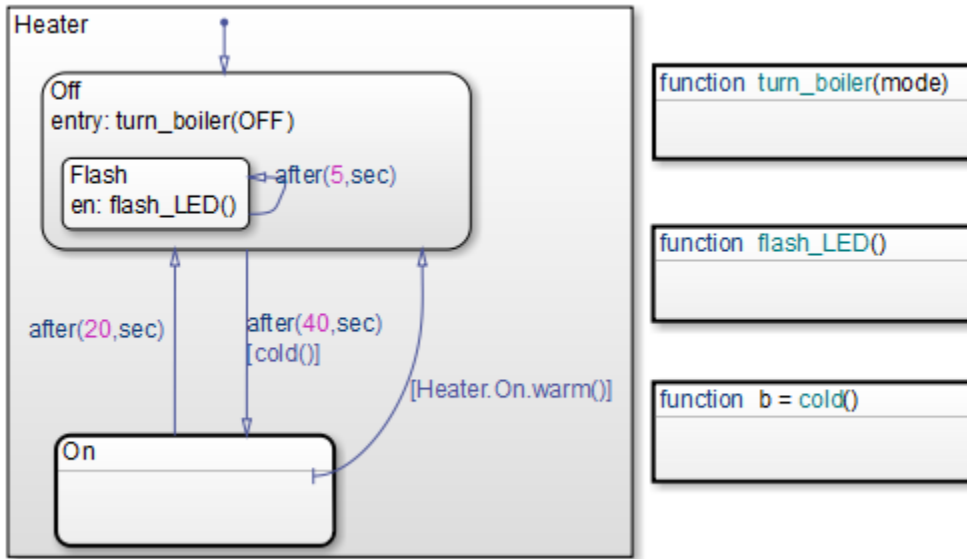 Heater
Off
entry: turn_boiler(OFF)
Flash
en: flash_LED()
after(5,sec)
after(20,sec)
after(40,sec)
[cold()]
[Heater.On.warm()]
On
function turn_boiler(mode)
function flash_LED()
function b = cold()